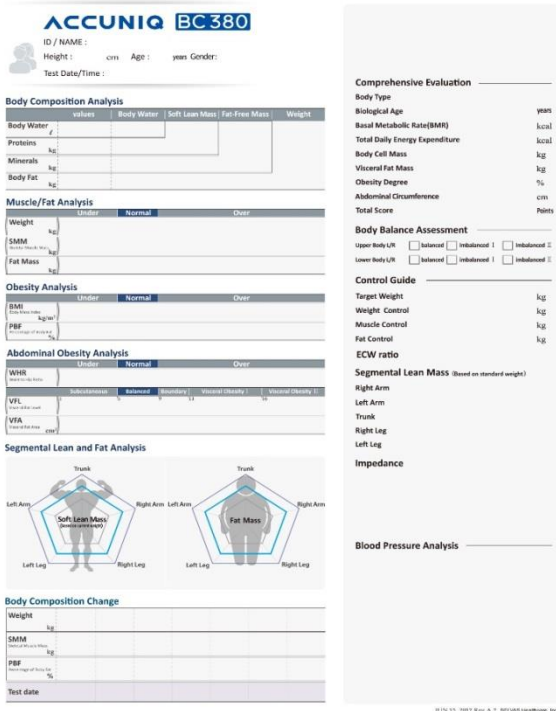 ACCUNIQ BC380
ID / NAME :
Height : cm Age : years Gender:
Test Date/Time :
Body Composition Analysis
values Body Water Soft Lean Mass Fat-Free Mass Weight
Body Water ℓ
Proteins kg
Minerals kg
Body Fat kg
Muscle/Fat Analysis
Under Normal Over
Weight kg
SMM kg
Fat Mass kg
Obesity Analysis
Under Normal Over
BMI kg/m²
PBF %
Abdominal Obesity Analysis
Under Normal Over
WHR
Subcutaneous Balanced Boundary Visceral Obesity I Visceral Obesity II
VFL
VFA cm²
Segmental Lean and Fat Analysis
Trunk
Left Arm Right Arm
Soft Lean Mass
Left Leg Right Leg
Trunk
Left Arm Right Arm
Fat Mass
Left Leg Right Leg
Body Composition Change
Weight kg
SMM kg
PBF %
Test date
Comprehensive Evaluation
Body Type
Biological Age years
Basal Metabolic Rate(BMR) kcal
Total Daily Energy Expenditure kcal
Body Cell Mass kg
Visceral Fat Mass kg
Obesity Degree %
Abdominal Circumference cm
Total Score Points
Body Balance Assessment
Upper Body L/R balanced Imbalanced I Imbalanced II
Lower Body L/R balanced Imbalanced I Imbalanced II
Control Guide
Target Weight kg
Weight Control kg
Muscle Control kg
Fat Control kg
ECW ratio
Segmental Lean Mass (Based on standard weight)
Right Arm
Left Arm
Trunk
Right Leg
Left Leg
Impedance
Blood Pressure Analysis